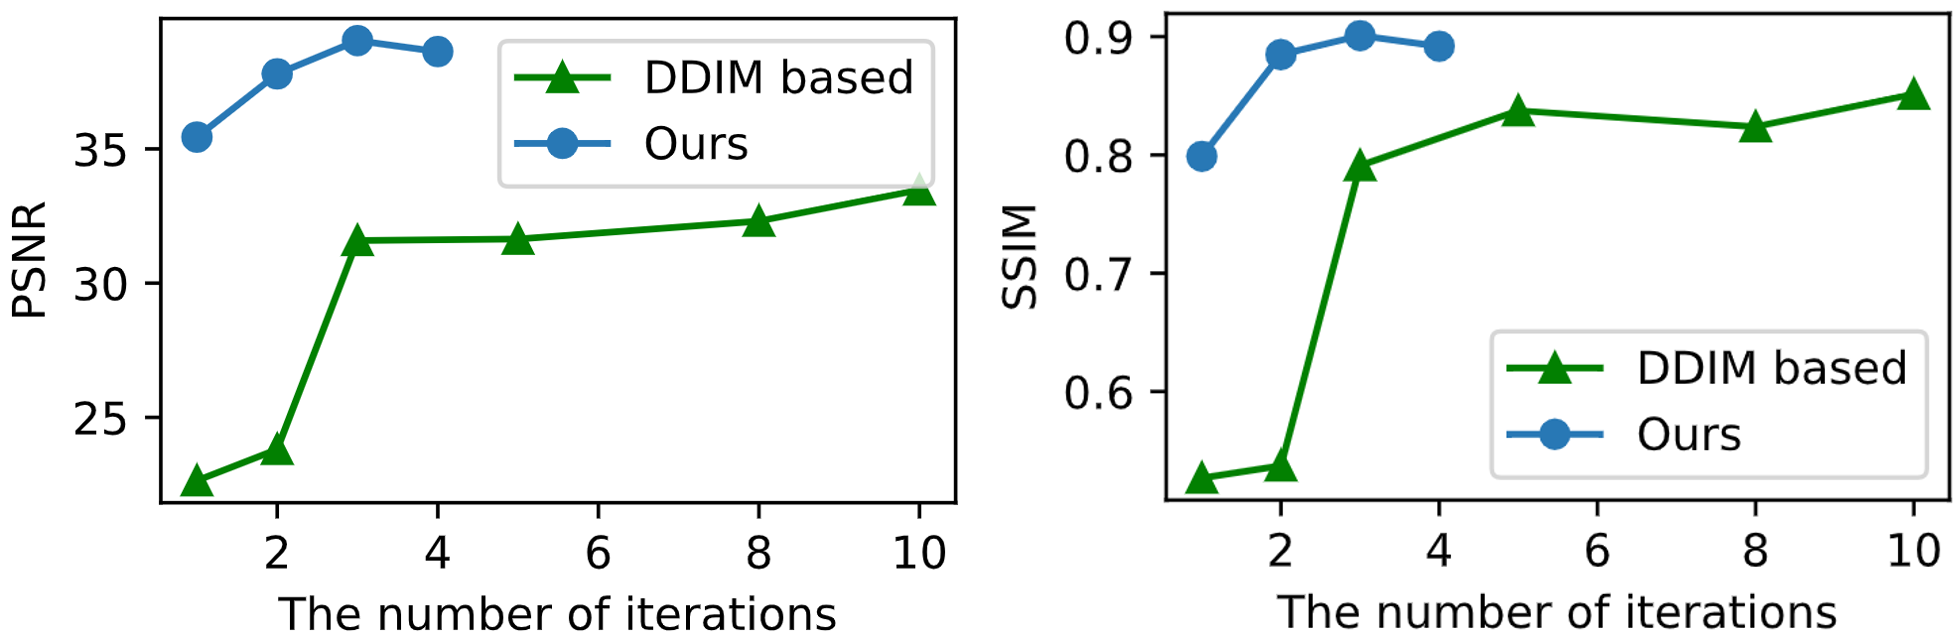 PSNR
35
30
25
DDIM based
Ours
2 4 6 8 10
The number of iterations
SSIM
0.9
0.8
0.7
0.6
DDIM based
Ours
2 4 6 8 10
The number of iterations